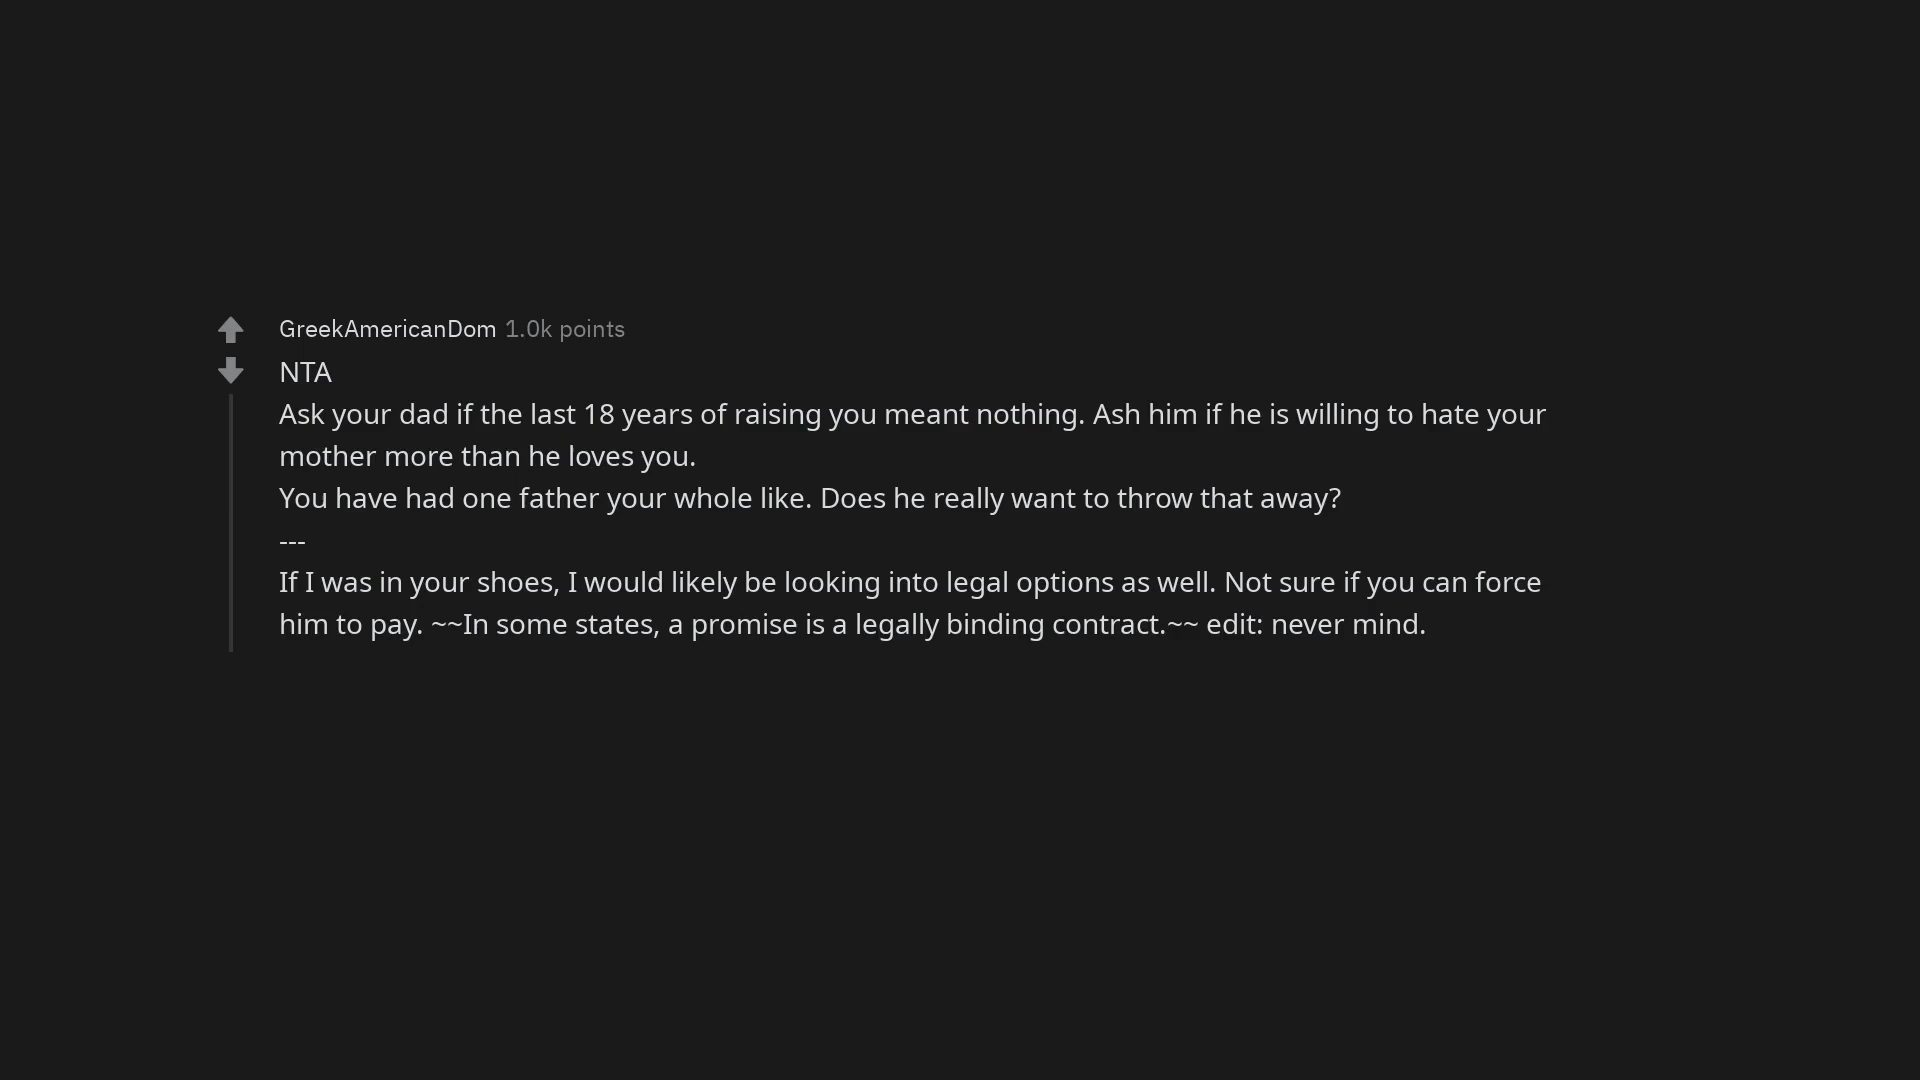 GreekAmericanDom 1.0k points
NTA
Ask your dad if the last 18 years of raising you meant nothing. Ash him if he is willing to hate your
mother more than he loves you.
You have had one father your whole like. Does he really want to throw that away?
---
If I was in your shoes, I would likely be looking into legal options as well. Not sure if you can force
him to pay. ~~In some states, a promise is a legally binding contract.~~ edit: never mind.